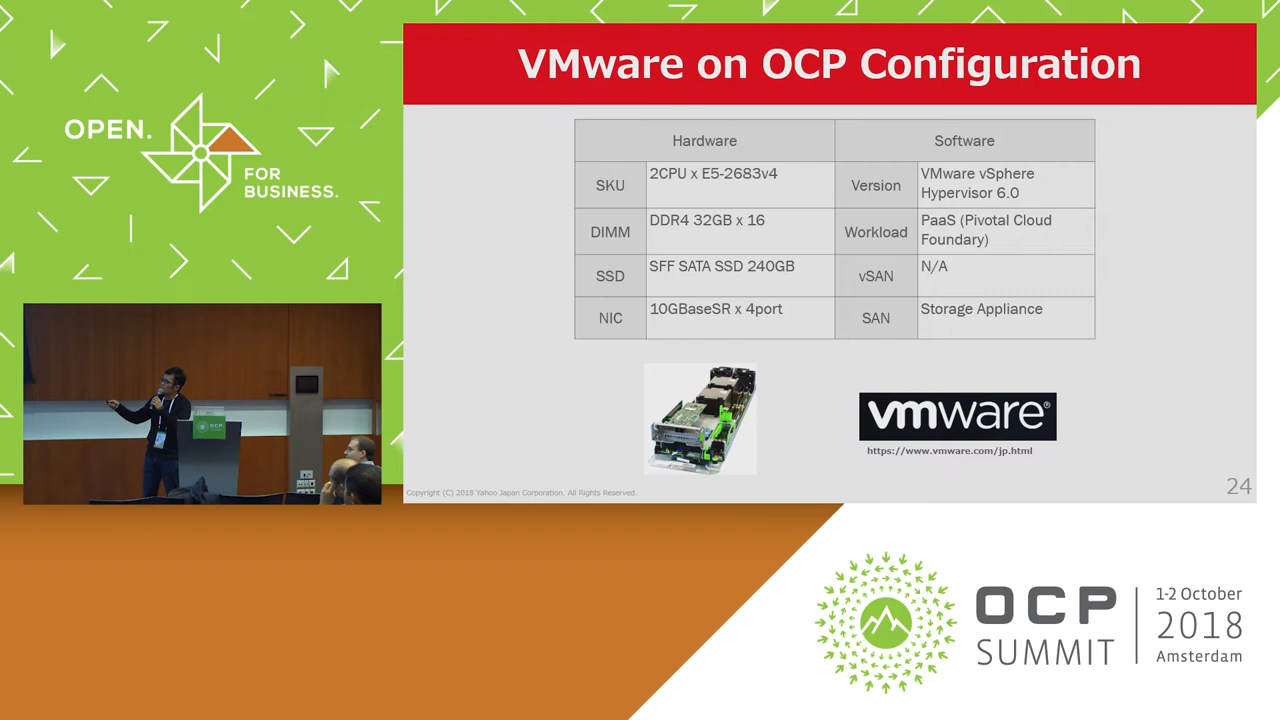 OPEN.
FOR
BUSINESS.
VMware on OCP Configuration
Hardware
Software
SKU
2CPU x E5-2683v4
Version
VMware vSphere
Hypervisor 6.0
DIMM
DDR4 32GB x 16
Workload
PaaS (Pivotal Cloud
Foundary)
SSD
SFF SATA SSD 240GB
vSAN
N/A
NIC
10GBaseSR x 4port
SAN
Storage Appliance
vmware®
https://www.vmware.com/jp.html
Copyright (C) 2018 Yahoo Japan Corporation. All Rights Reserved.
24
OCP
OCP
SUMMIT
1-2 October
2018
Amsterdam